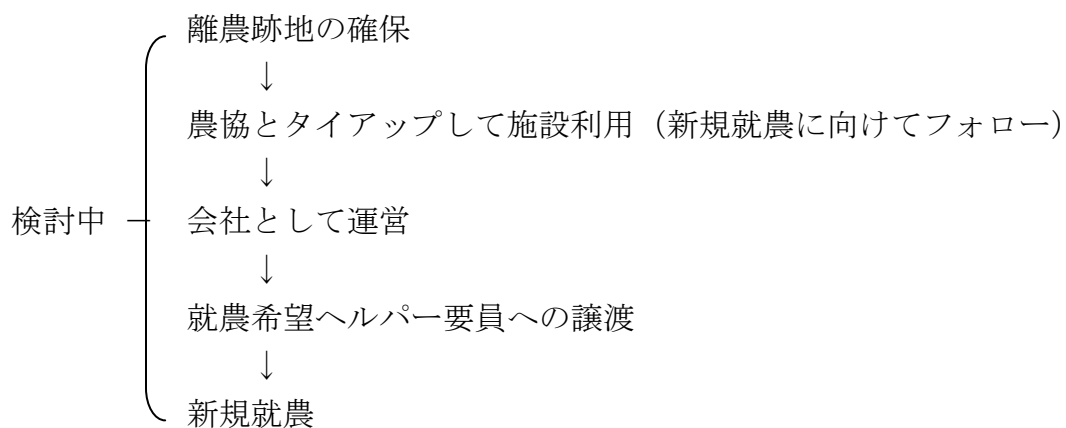 離農跡地の確保
↓
農協とタイアップして施設利用（新規就農に向けてフォロー）
↓
検討中 会社として運営
↓
就農希望ヘルパー要員への譲渡
↓
新規就農